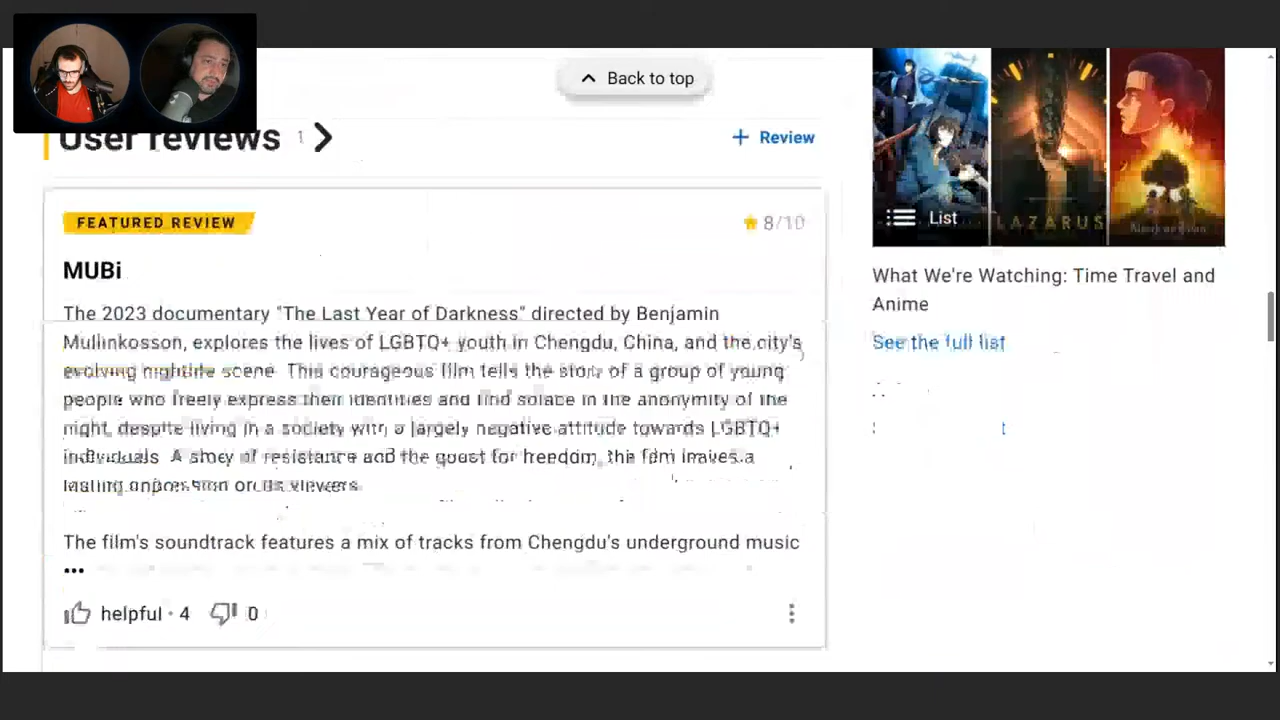 Back to top
User reviews 1
+ Review
FEATURED REVIEW
8/10
MUBi
The 2023 documentary "The Last Year of Darkness" directed by Benjamin
Mullinkosson, explores the lives of LGBTQ+ youth in Chengdu, China, and the city's
evolving nightlife scene. This courageous film tells the story of a group of young
people who freely express their identities and find solace in the anonymity of the
night, despite living in a society with a largely negative attitude towards LGBTQ+
individuals. A story of resistance and the quest for freedom, the film leaves a
lasting impression on its viewers.
The film's soundtrack features a mix of tracks from Chengdu's underground music
•••
helpful • 4
0
List
LAZARUS
What We're Watching: Time Travel and
Anime
See the full list